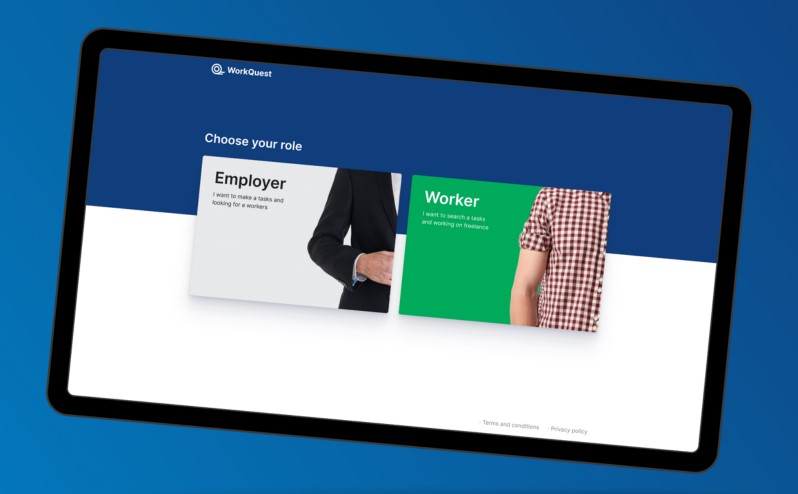 WorkQuest
Choose your role
Employer
I want to make a tasks and
looking for a workers
Worker
I want to search a tasks
and working on freelance
Terms and conditions
Privacy policy